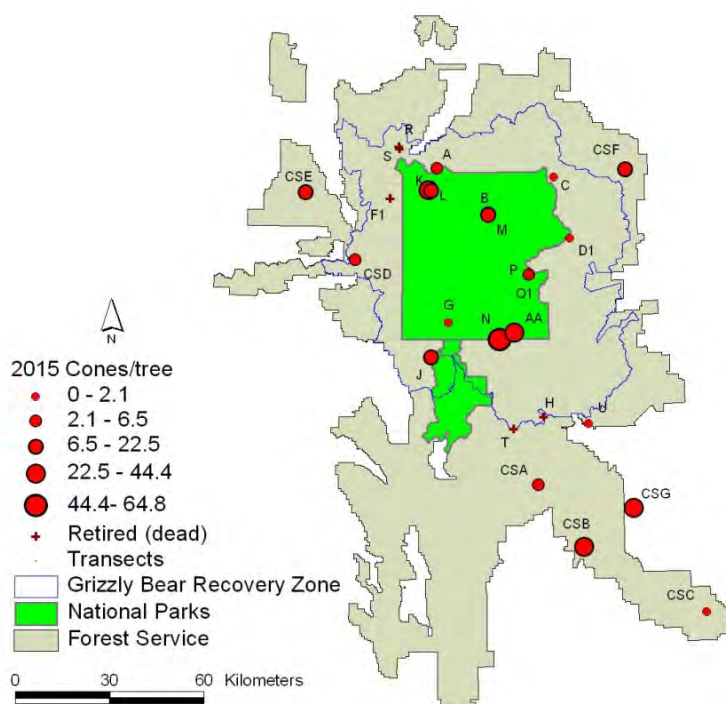 R
S
A
CSF
C
CSE
K
L
B
F1
M
D1
CSD
P
Q1
G
N
AA
N
J
H
U
T
CSA
CSG
CSB
CSC
2015 Cones/tree
0 - 2.1
2.1 - 6.5
6.5 - 22.5
22.5 - 44.4
44.4- 64.8
Retired (dead)
Transects
Grizzly Bear Recovery Zone
National Parks
Forest Service
0 30 60 Kilometers